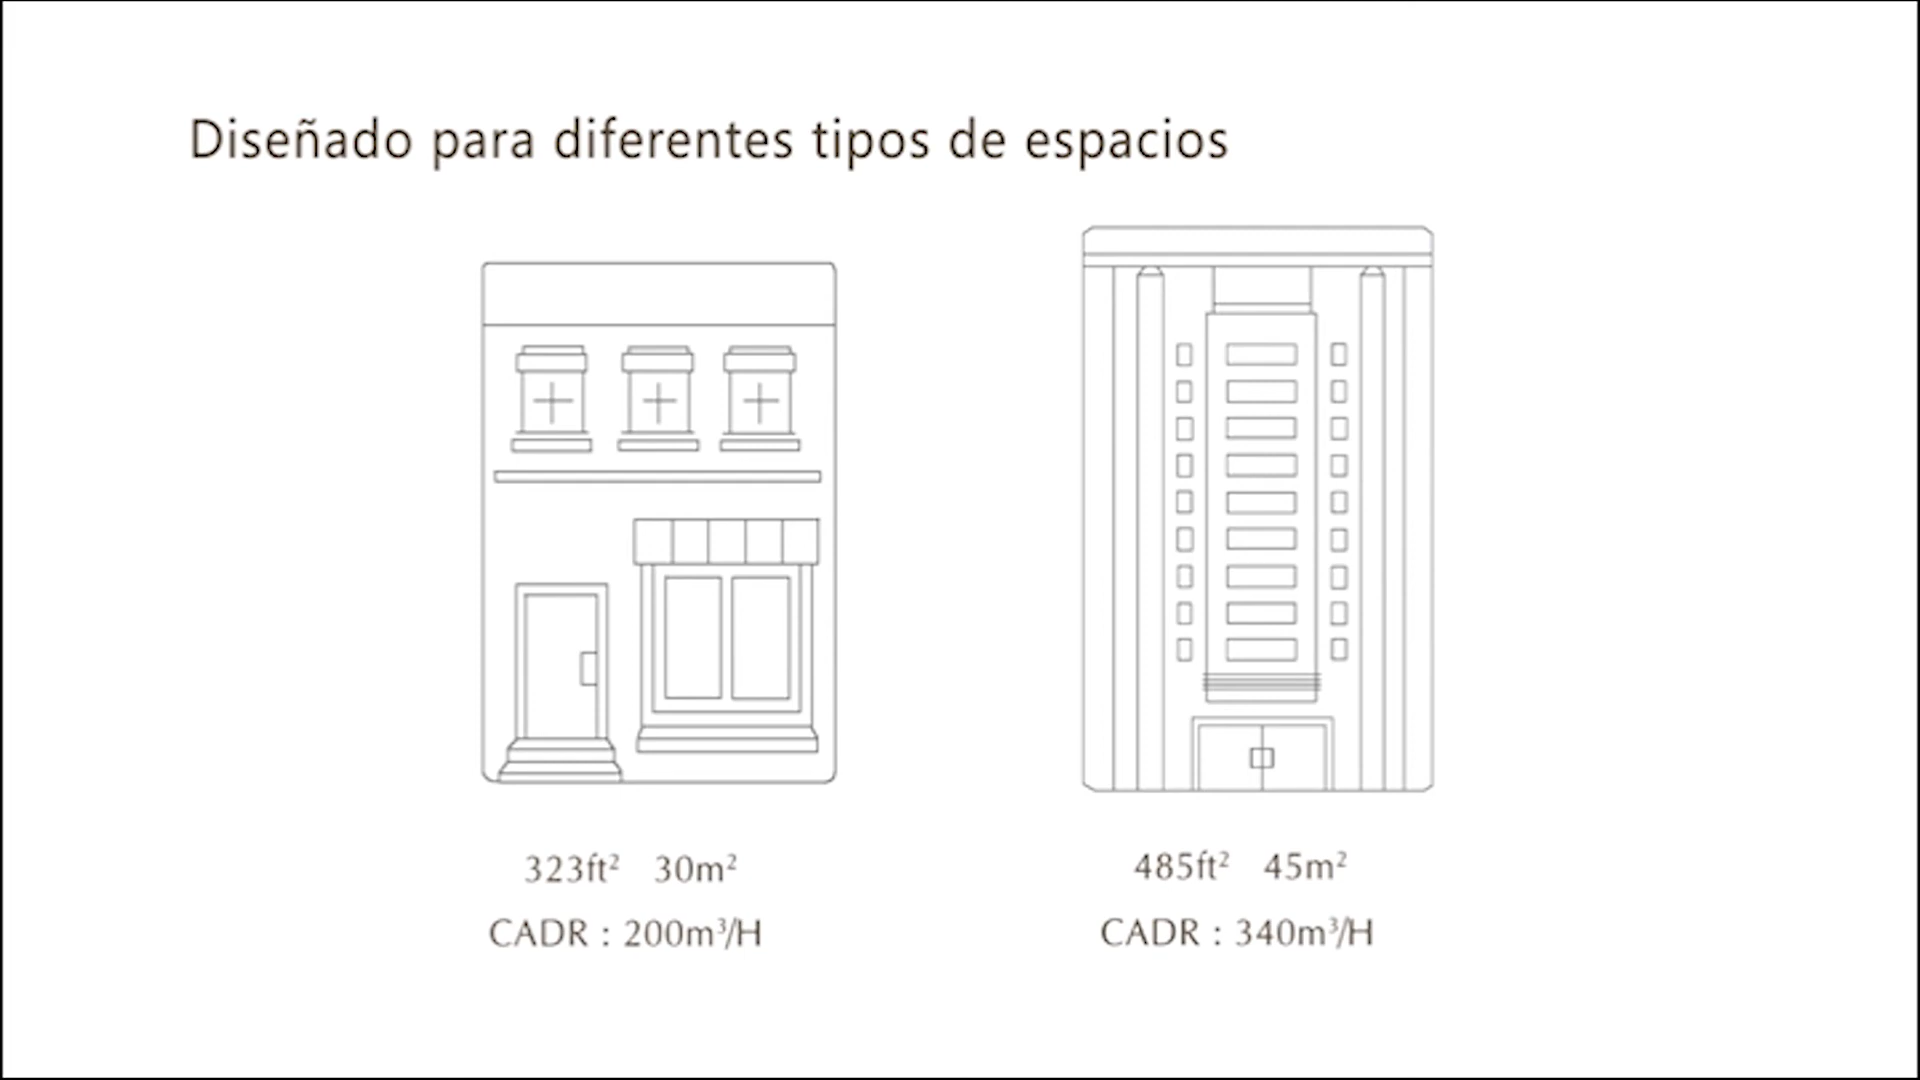 Diseñado para diferentes tipos de espacios
323ft² 30m²
CADR : 200m³/H
485ft² 45m²
CADR : 340m³/H